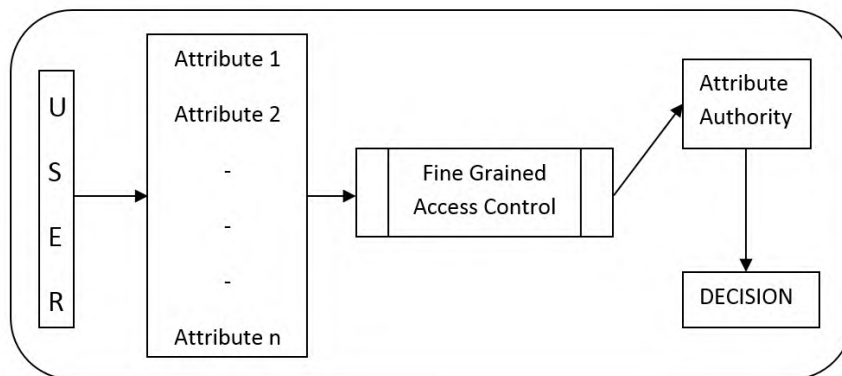 U
S
E
R
Attribute 1
Attribute 2
-
-
-
Attribute n
Fine Grained
Access Control
Attribute
Authority
DECISION